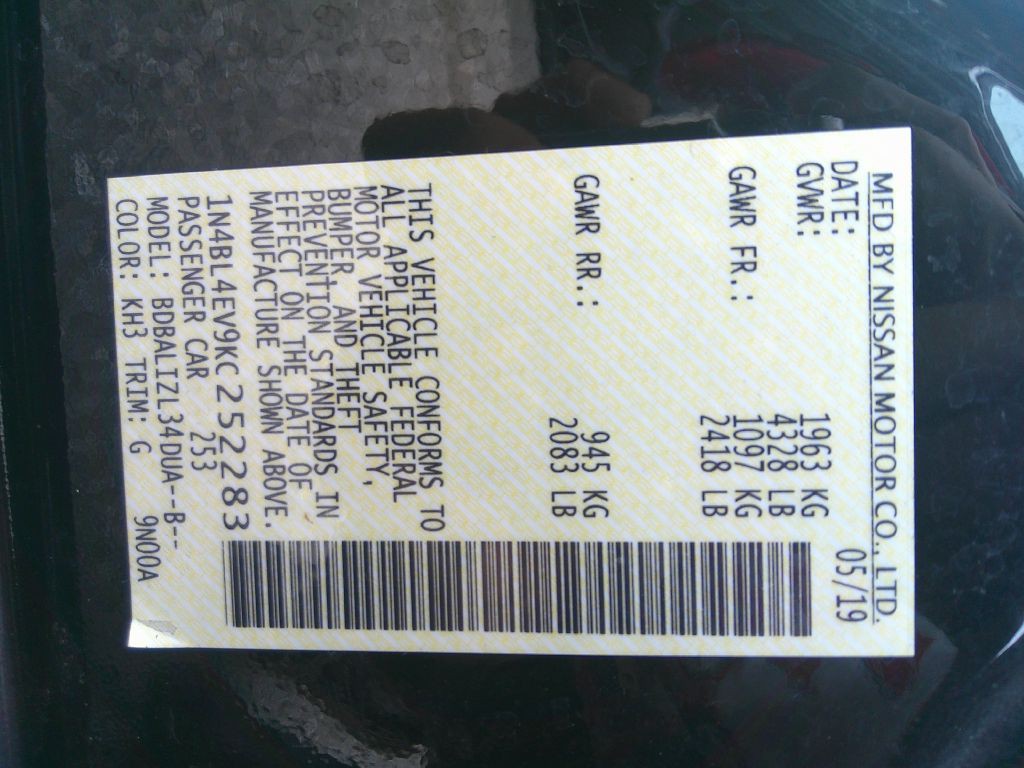 MFD BY NISSAN MOTOR CO., LTD.
DATE: 05/19
GVWR: 1963 KG
4328 LB
GAWR FR.: 1097 KG
2418 LB
GAWR RR.: 945 KG
2083 LB
THIS VEHICLE CONFORMS TO
ALL APPLICABLE FEDERAL
MOTOR VEHICLE SAFETY,
BUMPER, AND THEFT
PREVENTION STANDARDS IN
EFFECT ON THE DATE OF
MANUFACTURE SHOWN ABOVE.
1N4BL4EV9KC252283
PASSENGER CAR 253
MODEL: BDBALIZL34DUA--B--
COLOR: KH3 TRIM: G 9N00A